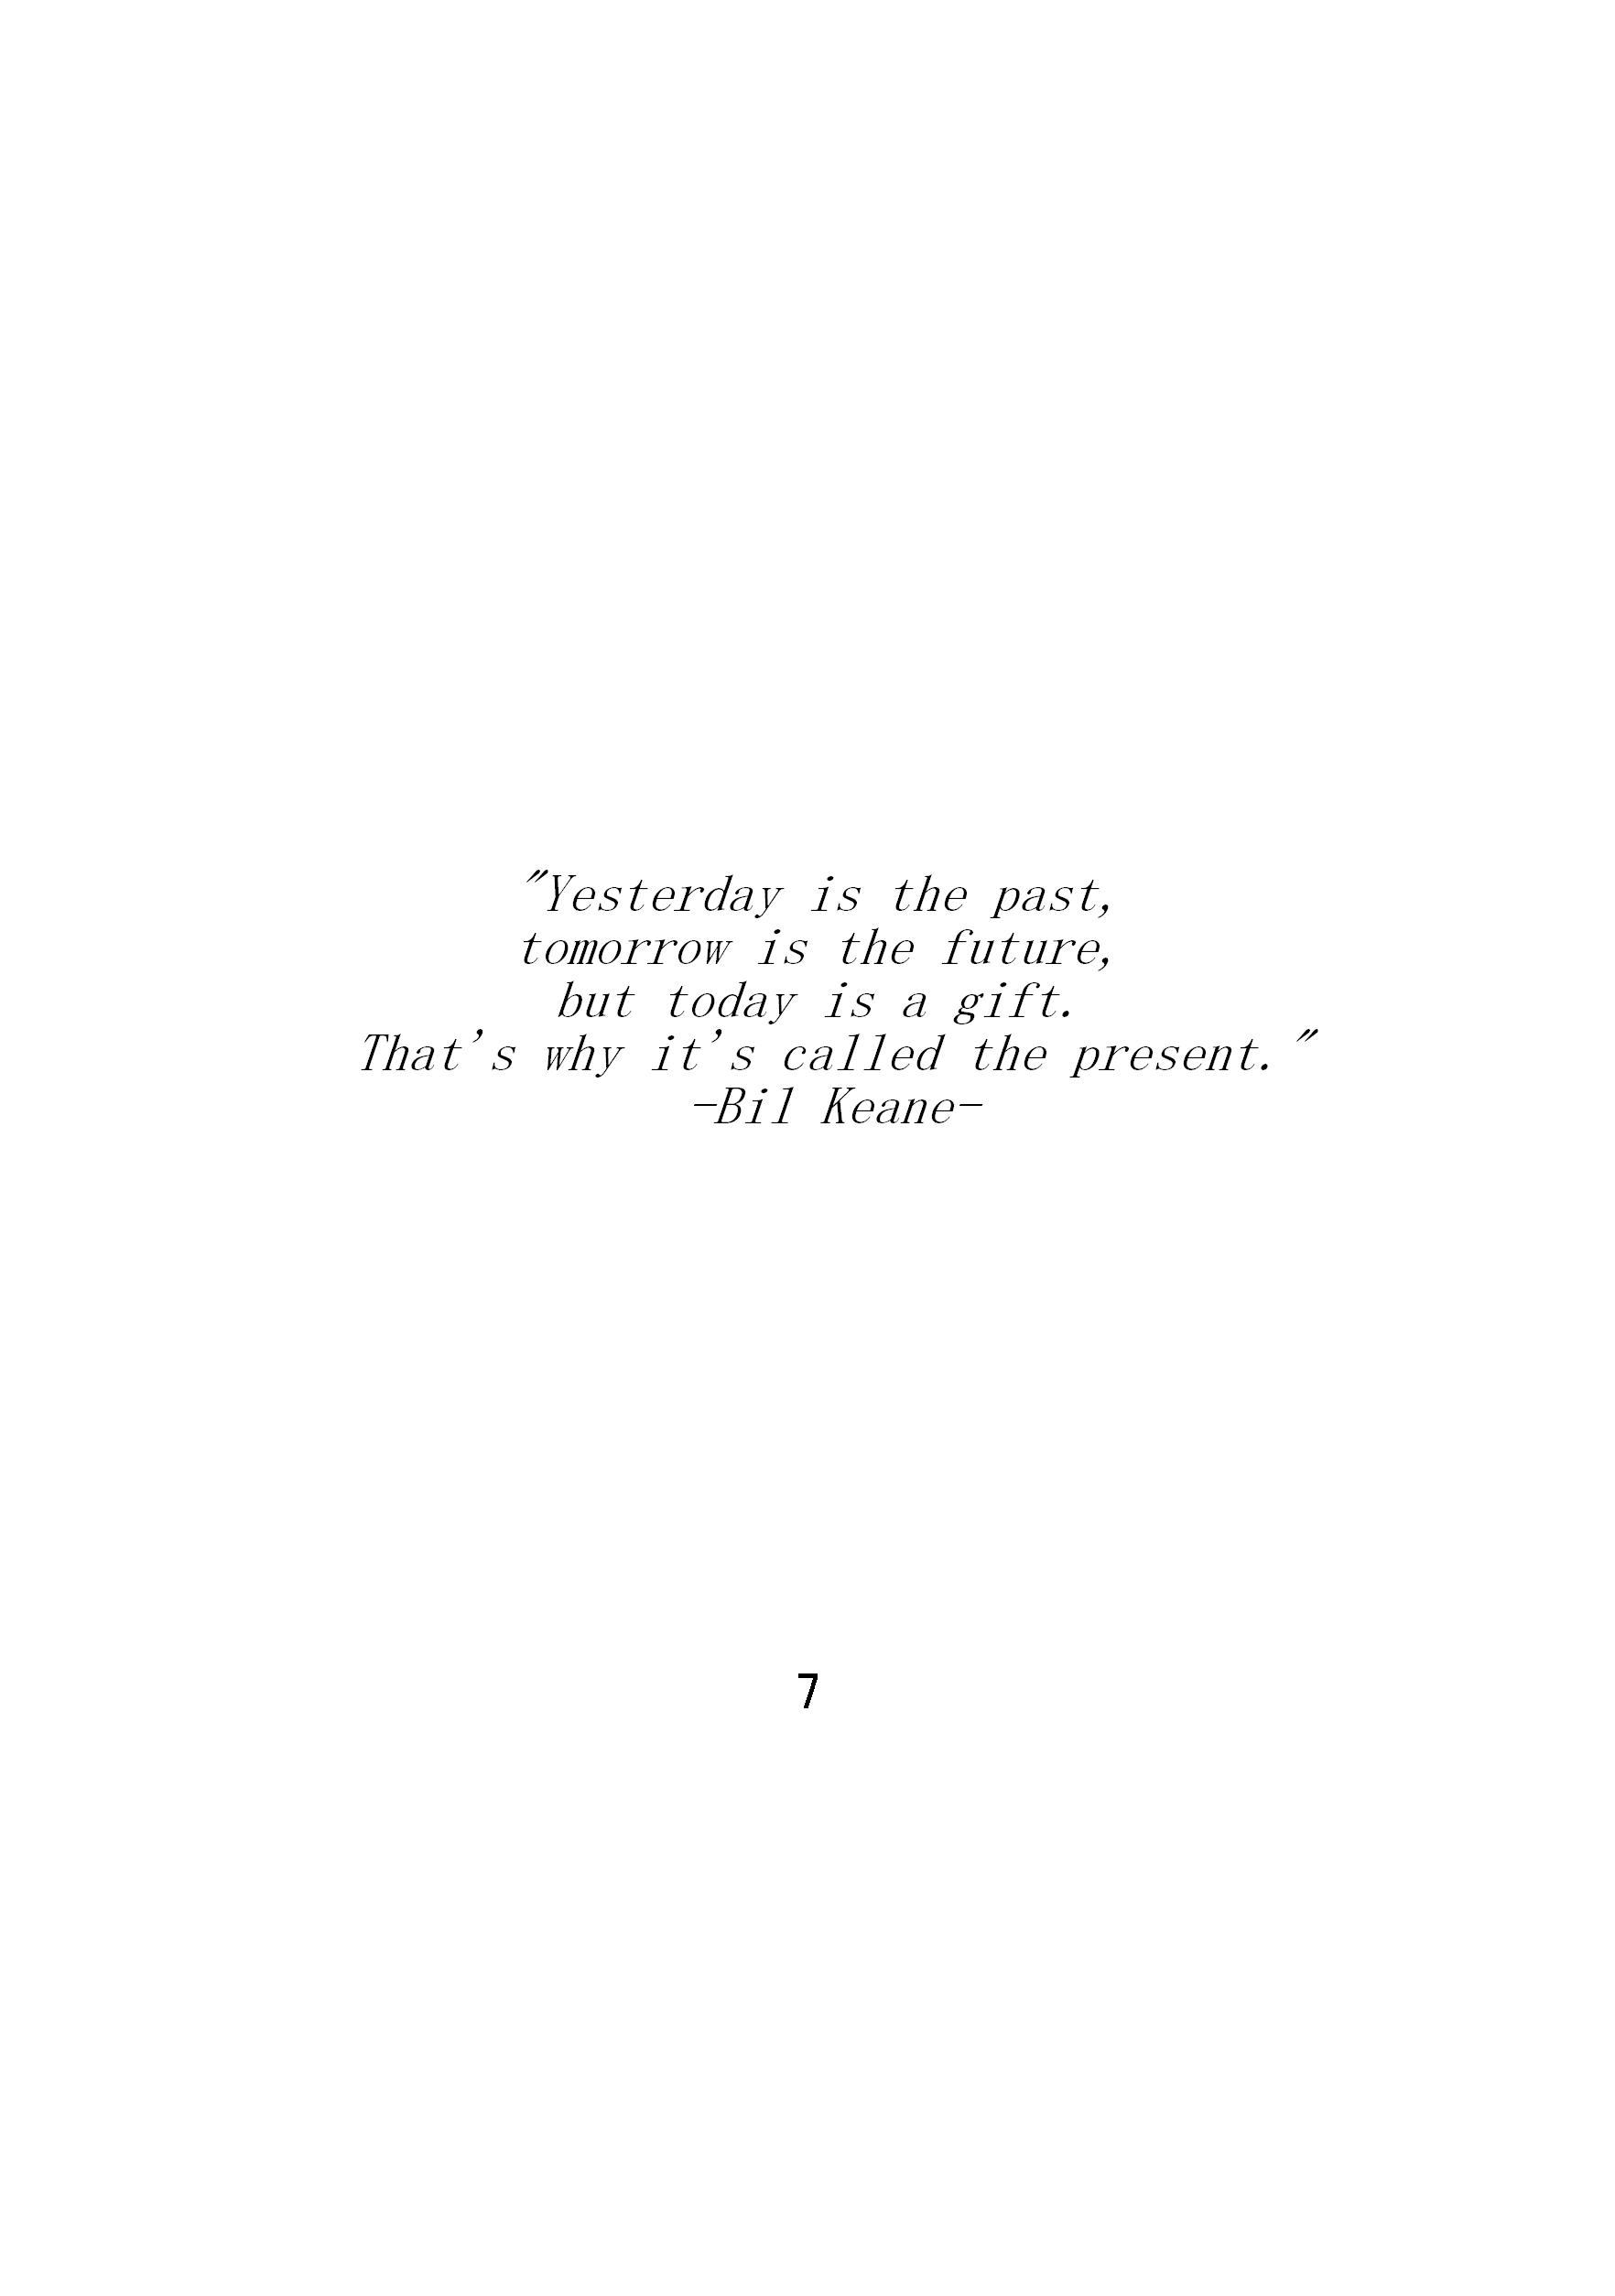 "Yesterday is the past,
tomorrow is the future,
but today is a gift.
That's why it's called the present."
-Bil Keane-
7